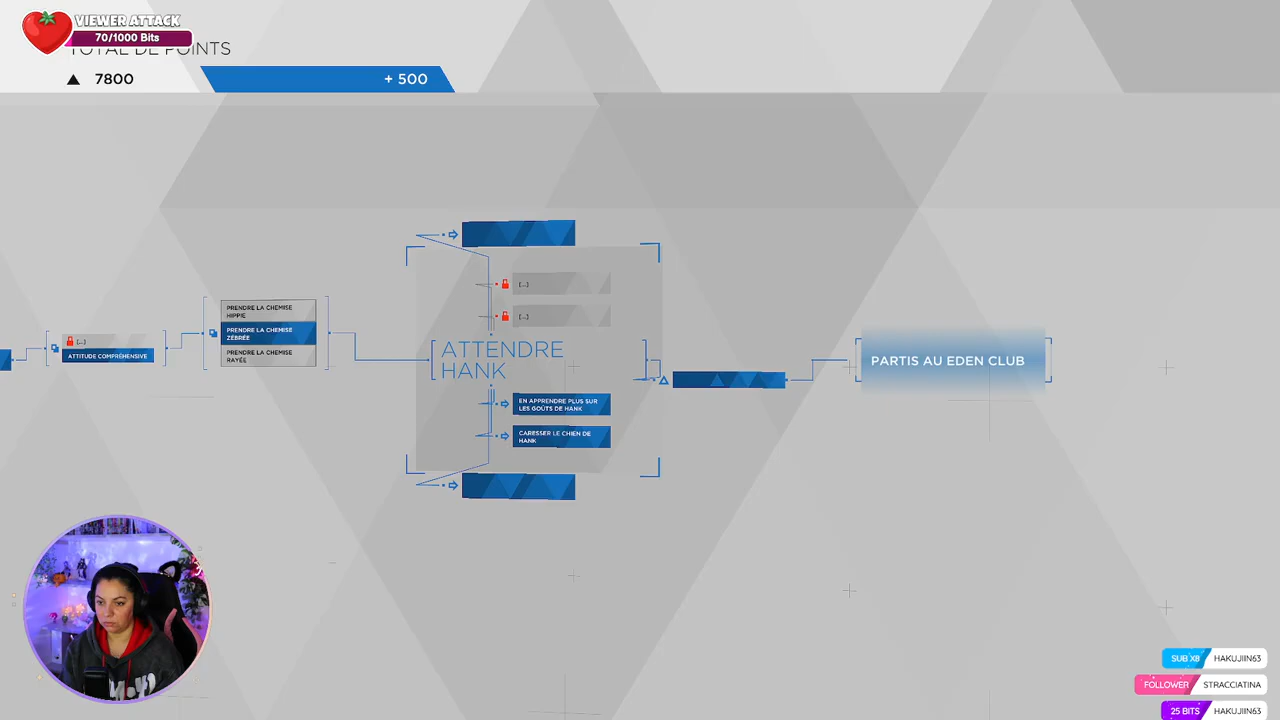 VIEWER ATTACK
70/1000 Bits
TOTAL DE POINTS
7800
+ 500
[...]
ATTITUDE COMPRÉHENSIVE
PRENDRE LA CHEMISE
HIPPIE
PRENDRE LA CHEMISE
ZÉBRÉE
PRENDRE LA CHEMISE
RAYÉE
[...]
[...]
ATTENDRE
HANK
EN APPRENDRE PLUS SUR
LES GOÛTS DE HANK
CARESSER LE CHIEN DE
HANK
PARTIS AU EDEN CLUB
SUB X8 HAKUJIIN63
FOLLOWER STRACCIATINA
25 BITS HAKUJIIN63